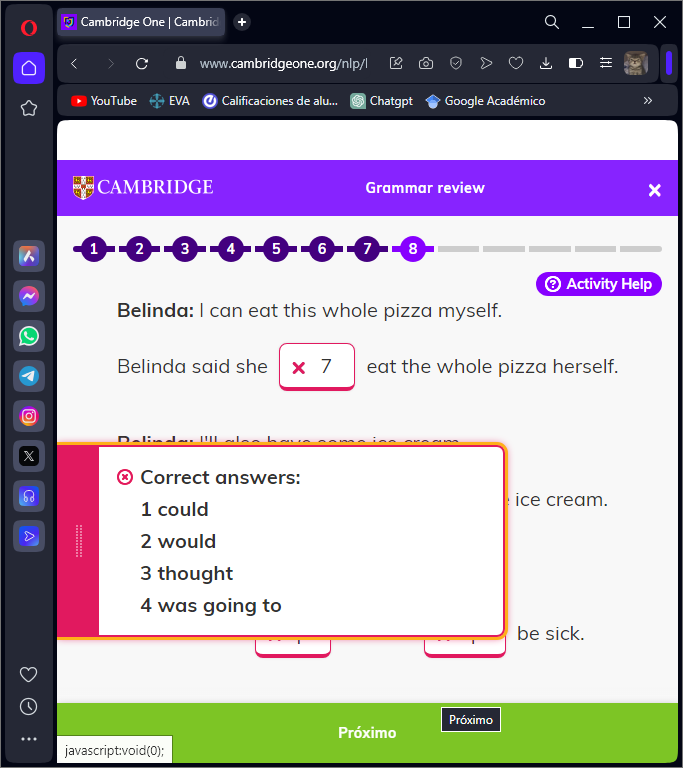 Cambridge One | Cambrid
www.cambridgeone.org/nlp/l
YouTube
EVA
Calificaciones de alu...
Chatgpt
Google Académico
CAMBRIDGE
Grammar review
1 2 3 4 5 6 7 8
Activity Help
Belinda: I can eat this whole pizza myself.
Belinda said she 7 eat the whole pizza herself.
Belinda: I'll also have some ice cream.
ice cream.
Correct answers:
1 could
2 would
3 thought
4 was going to
be sick.
Próximo
Próximo
javascript:void(0);